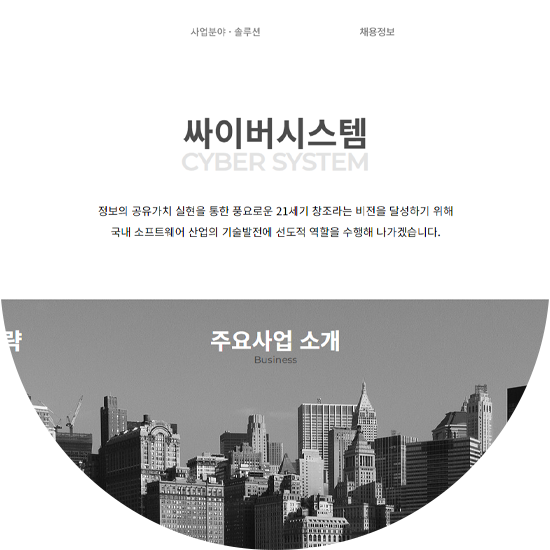 사업분야 · 솔루션
채용정보
싸이버시스템
CYBER SYSTEM
정보의 공유가치 실현을 통한 풍요로운 21세기 창조라는 비전을 달성하기 위해
국내 소프트웨어 산업의 기술발전에 선도적 역할을 수행해 나가겠습니다.
략
주요사업 소개
Business